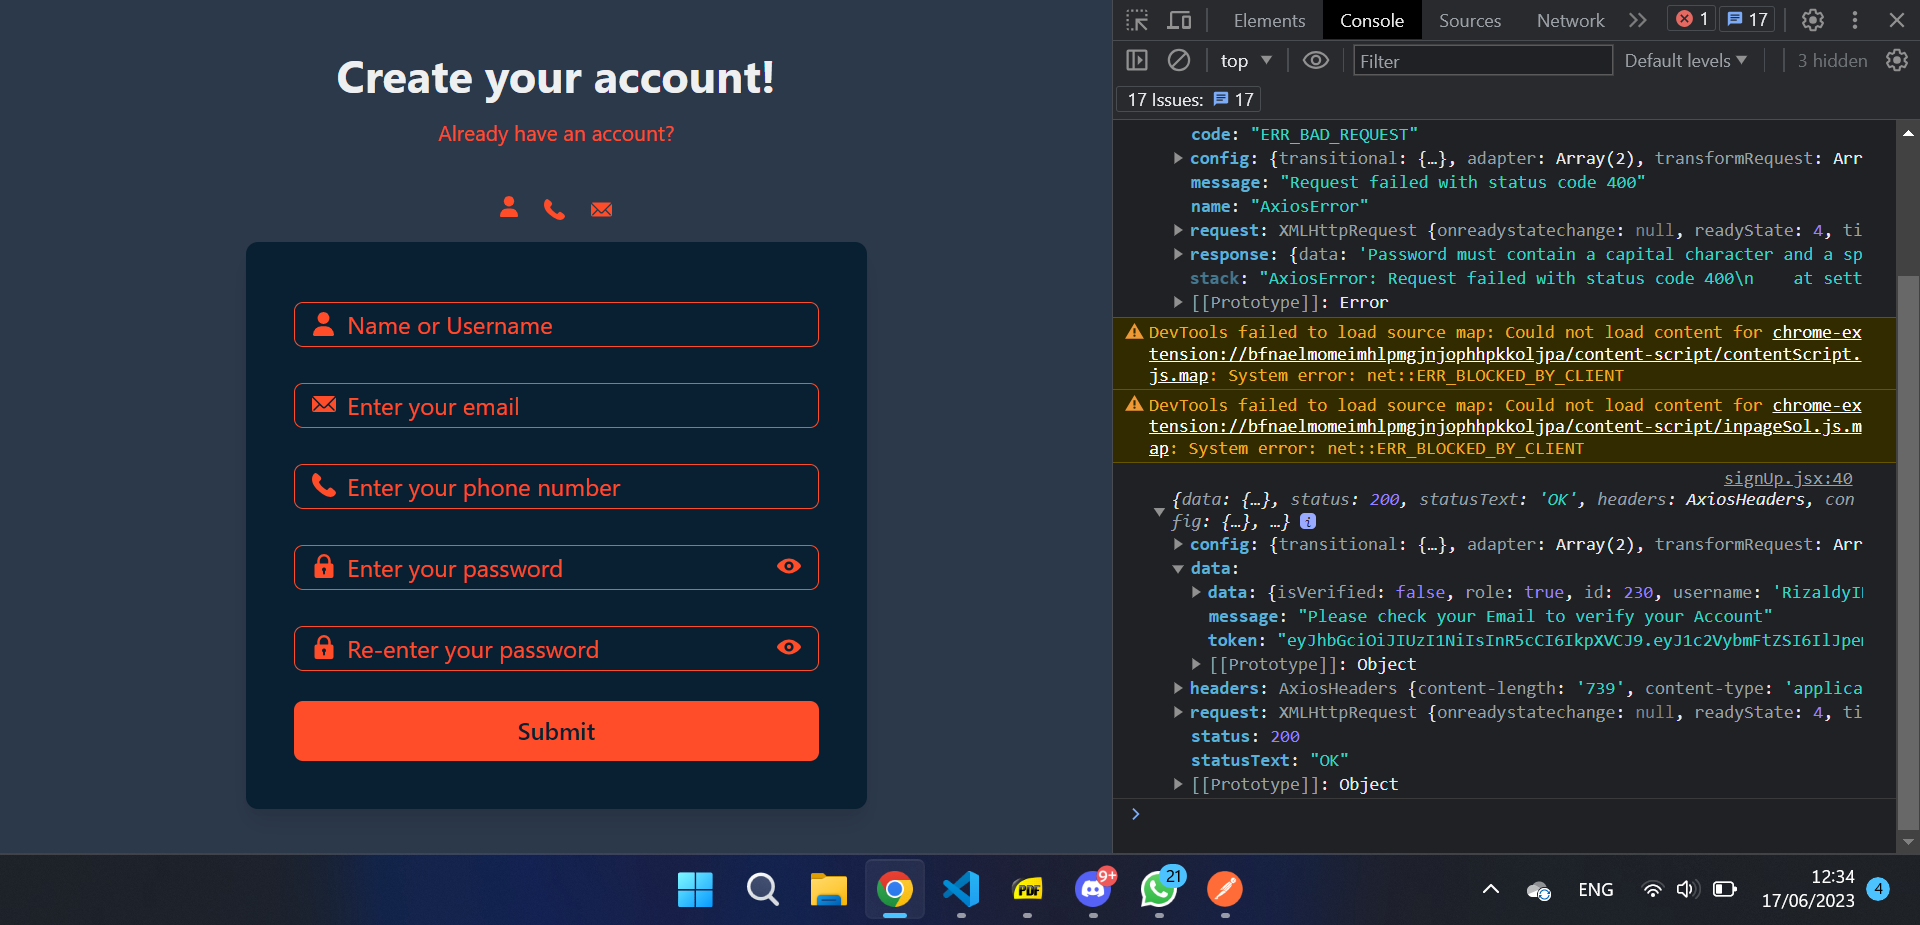 Create your account!
Already have an account?
Name or Username
Enter your email
Enter your phone number
Enter your password
Re-enter your password
Submit
Elements Console Sources Network 1 17
top Filter Default levels 3 hidden
17 Issues: 17
code: "ERR_BAD_REQUEST"
config: {transitional: {…}, adapter: Array(2), transformRequest: Arr
message: "Request failed with status code 400"
name: "AxiosError"
request: XMLHttpRequest {onreadystatechange: null, readyState: 4, ti
response: {data: 'Password must contain a capital character and a sp
stack: "AxiosError: Request failed with status code 400\n    at sett
[[Prototype]]: Error
DevTools failed to load source map: Could not load content for chrome-ex
tension://bfnaelmomeimhlpmgjnjophhpkkoljpa/content-script/contentScript.
js.map: System error: net::ERR_BLOCKED_BY_CLIENT
DevTools failed to load source map: Could not load content for chrome-ex
tension://bfnaelmomeimhlpmgjnjophhpkkoljpa/content-script/inpageSol.js.m
ap: System error: net::ERR_BLOCKED_BY_CLIENT
signUp.jsx:40
{data: {…}, status: 200, statusText: 'OK', headers: AxiosHeaders, con
fig: {…}, …} i
config: {transitional: {…}, adapter: Array(2), transformRequest: Arr
data:
data: {isVerified: false, role: true, id: 230, username: 'RizaldyI
message: "Please check your Email to verify your Account"
token: "eyJhbGciOiJIUzI1NiIsInR5cCI6IkpXVCJ9.eyJ1c2VybmFtZSI6IlJpe
[[Prototype]]: Object
headers: AxiosHeaders {content-length: '739', content-type: 'applica
request: XMLHttpRequest {onreadystatechange: null, readyState: 4, ti
status: 200
statusText: "OK"
[[Prototype]]: Object
PDF 9+ 21 ENG 12:34
17/06/2023 4